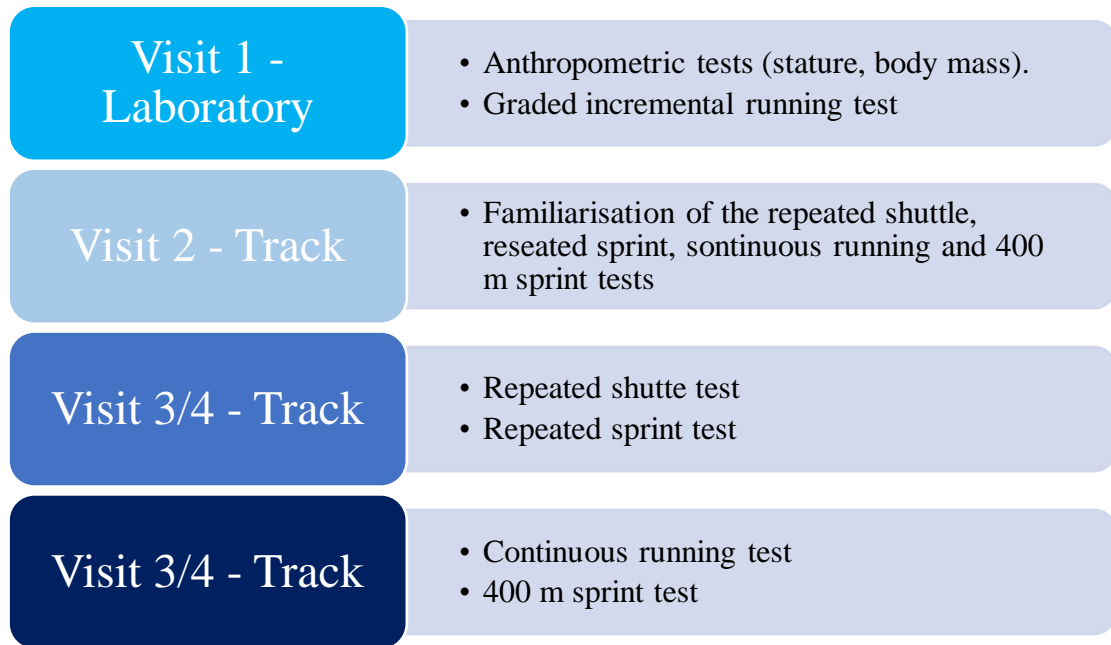 Visit 1 -
Laboratory
• Anthropometric tests (stature, body mass).
• Graded incremental running test
Visit 2 - Track
• Familiarisation of the repeated shuttle,
reseated sprint, sontinuous running and 400
m sprint tests
Visit 3/4 - Track
• Repeated shutte test
• Repeated sprint test
Visit 3/4 - Track
• Continuous running test
• 400 m sprint test